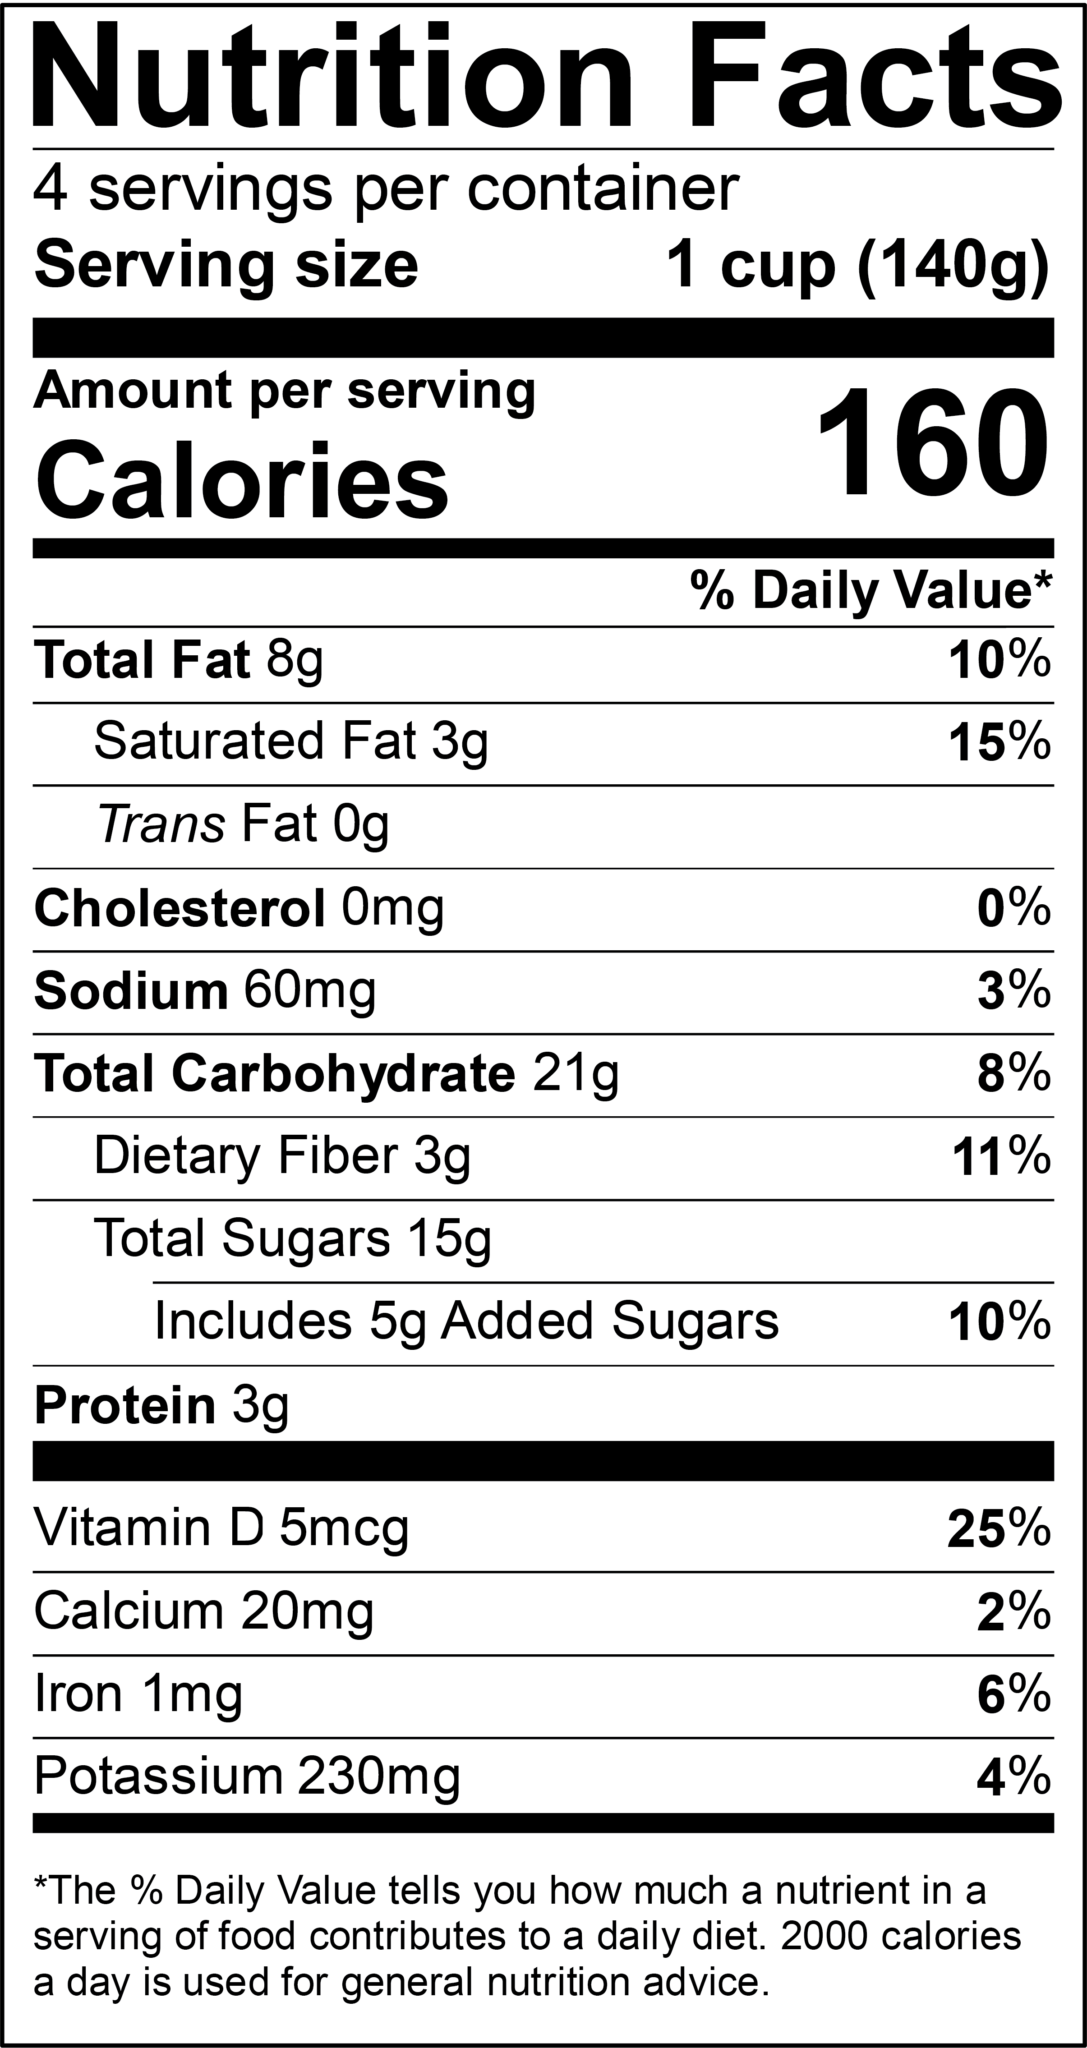 Nutrition Facts
4 servings per container
Serving size 1 cup (140g)
Amount per serving
Calories 160
% Daily Value*
Total Fat 8g 10%
Saturated Fat 3g 15%
Trans Fat 0g
Cholesterol 0mg 0%
Sodium 60mg 3%
Total Carbohydrate 21g 8%
Dietary Fiber 3g 11%
Total Sugars 15g
Includes 5g Added Sugars 10%
Protein 3g
Vitamin D 5mcg 25%
Calcium 20mg 2%
Iron 1mg 6%
Potassium 230mg 4%
*The % Daily Value tells you how much a nutrient in a
serving of food contributes to a daily diet. 2000 calories
a day is used for general nutrition advice.